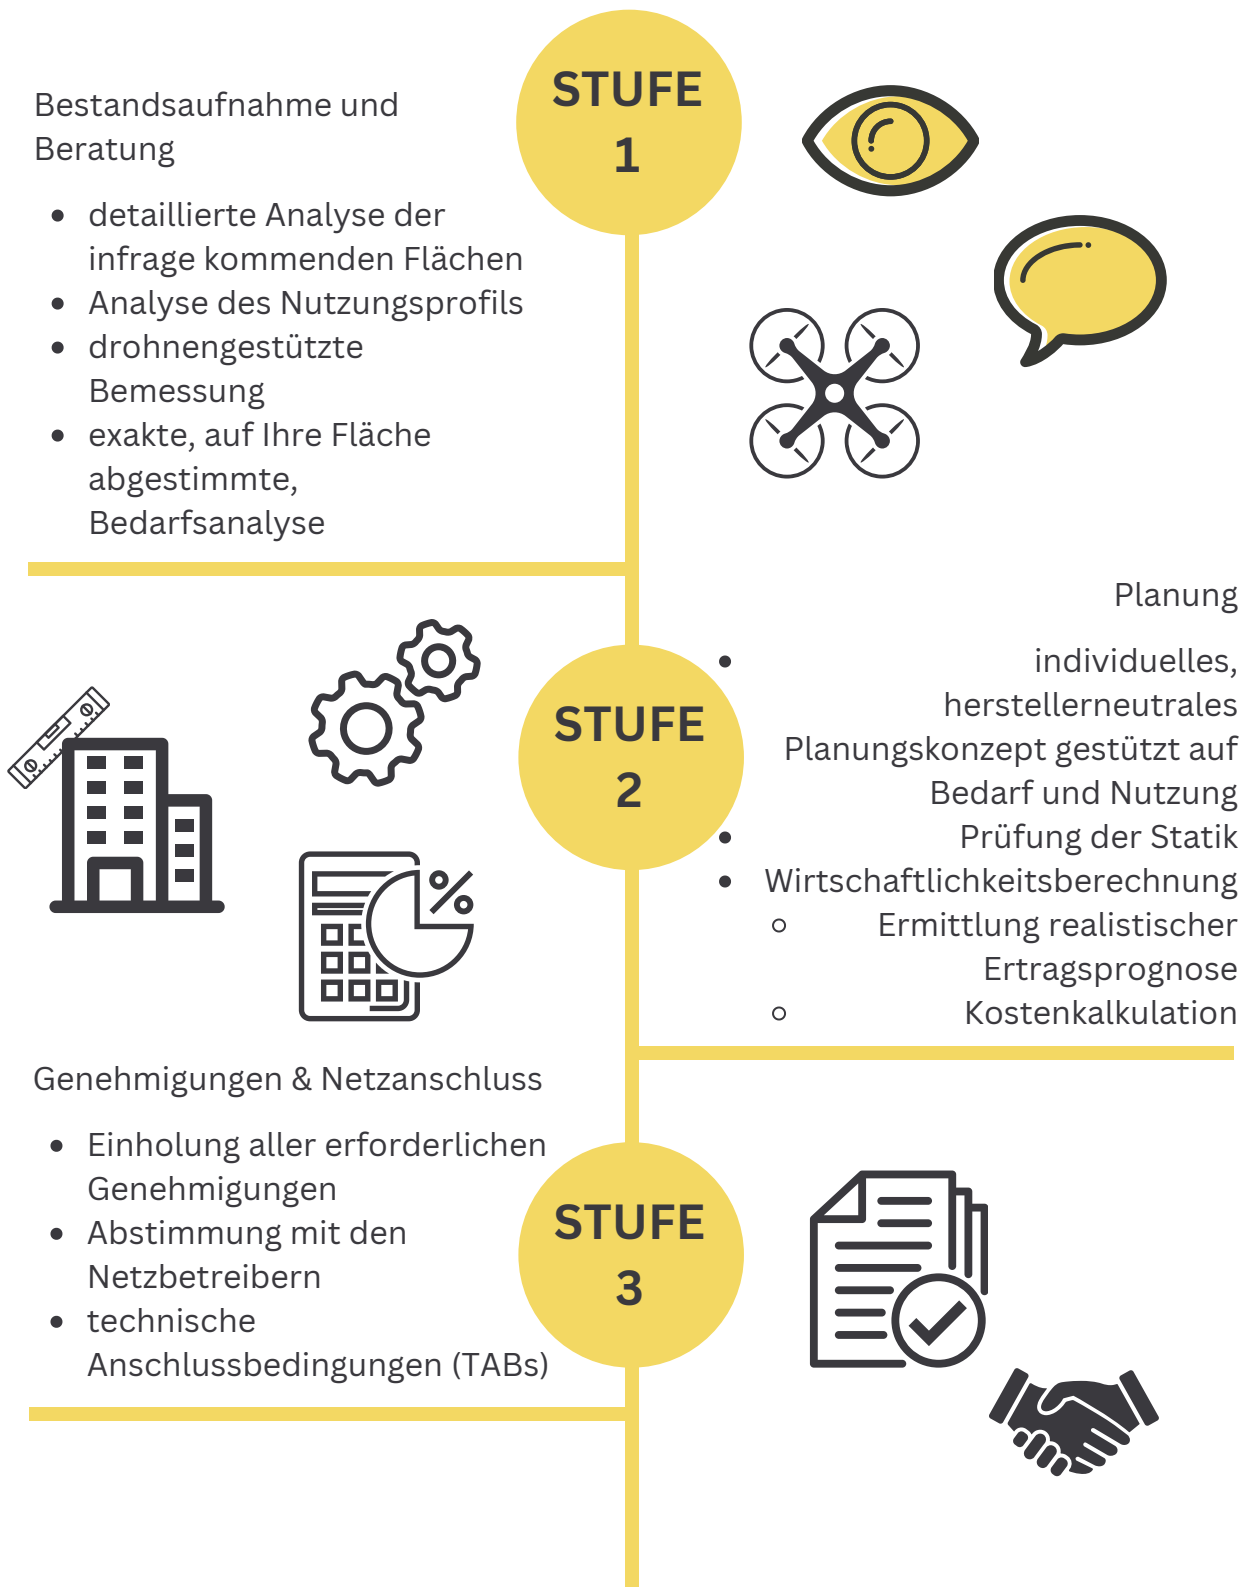 STUFE
1
Bestandsaufnahme und
Beratung
• detaillierte Analyse der
infrage kommenden Flächen
• Analyse des Nutzungsprofils
• drohnengestützte
Bemessung
• exakte, auf Ihre Fläche
abgestimmte,
Bedarfsanalyse
STUFE
2
Planung
• individuelles,
herstellerneutrales
Planungskonzept gestützt auf
Bedarf und Nutzung
• Prüfung der Statik
• Wirtschaftlichkeitsberechnung
◦ Ermittlung realistischer
Ertragsprognose
◦ Kostenkalkulation
%
Genehmigungen & Netzanschluss
• Einholung aller erforderlichen
Genehmigungen
• Abstimmung mit den
Netzbetreibern
• technische
Anschlussbedingungen (TABs)
STUFE
3